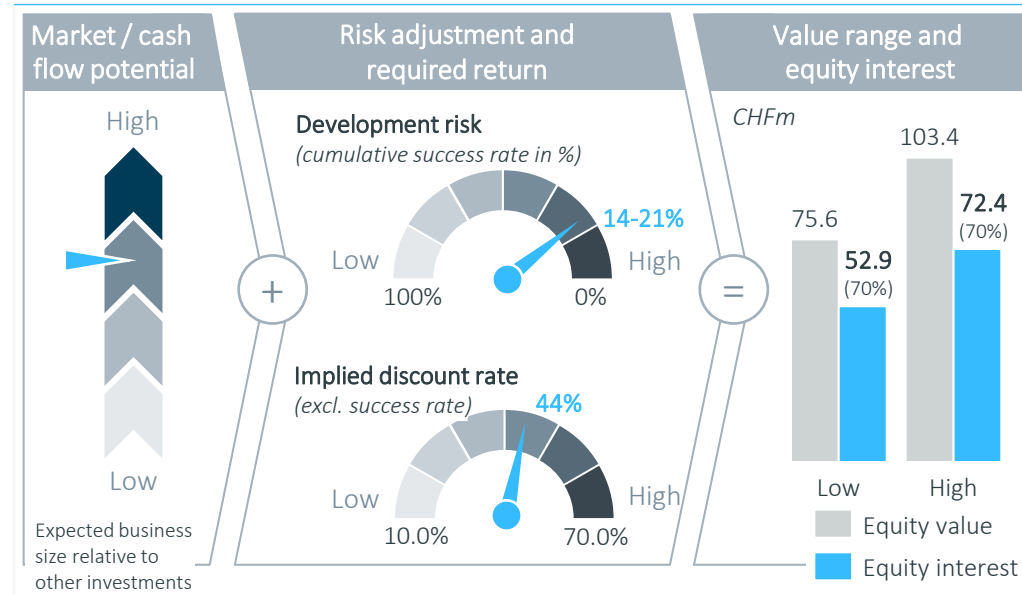 Market / cash
flow potential
High
Low
Expected business
size relative to
other investments
+
Risk adjustment and
required return
Development risk
(cumulative success rate in %)
14-21%
Low
High
100%
0%
Implied discount rate
(excl. success rate)
44%
Low
High
10.0%
70.0%
=
Value range and
equity interest
CHFm
103.4
75.6
72.4
(70%)
52.9
(70%)
Low
High
Equity value
Equity interest